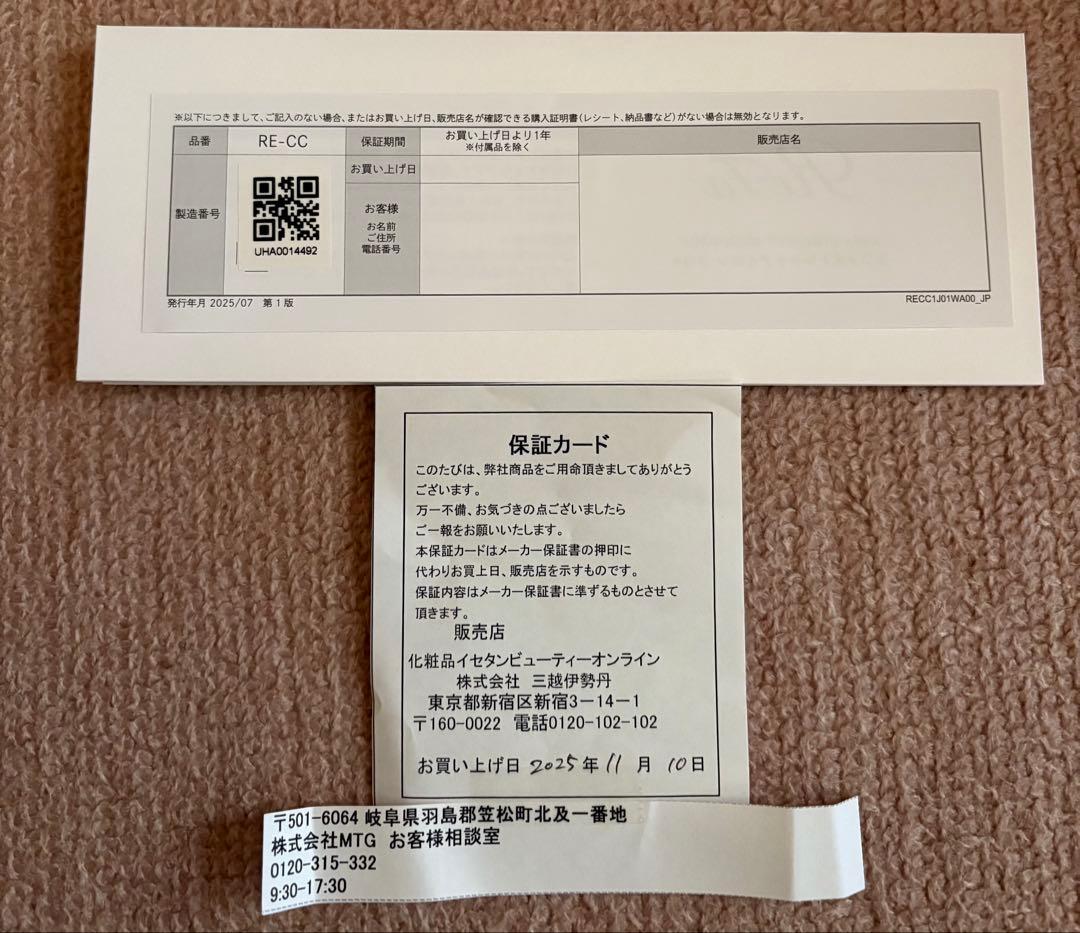 ※以下につきまして、ご記入のない場合、またはお買い上げ日、販売店名が確認できる購入証明書(レシート、納品書など)がない場合は無効となります。
品番 RE-CC 保証期間 お買い上げ日より1年 販売店名
※付属品を除く
お買い上げ日
製造番号 お客様
お名前
ご住所
電話番号
UHA0014492
発行年月 2025/07 第1版 RECC1J01WA00_JP
保証カード
このたびは、弊社商品をご用命頂きましてありがとう
ございます。
万一不備、お気づきの点ございましたら
ご一報をお願いいたします。
本保証カードはメーカー保証書の押印に
代わりお買上日、販売店を示すものです。
保証内容はメーカー保証書に準ずるものとさせて
頂きます。
販売店
化粧品イセタンビューティーオンライン
株式会社 三越伊勢丹
東京都新宿区新宿3-14-1
〒160-0022 電話0120-102-102
お買い上げ日 2025年 11 月 10日
〒501-6064 岐阜県羽島郡笠松町北及一番地
株式会社MTG お客様相談室
0120-315-332
9:30-17:30